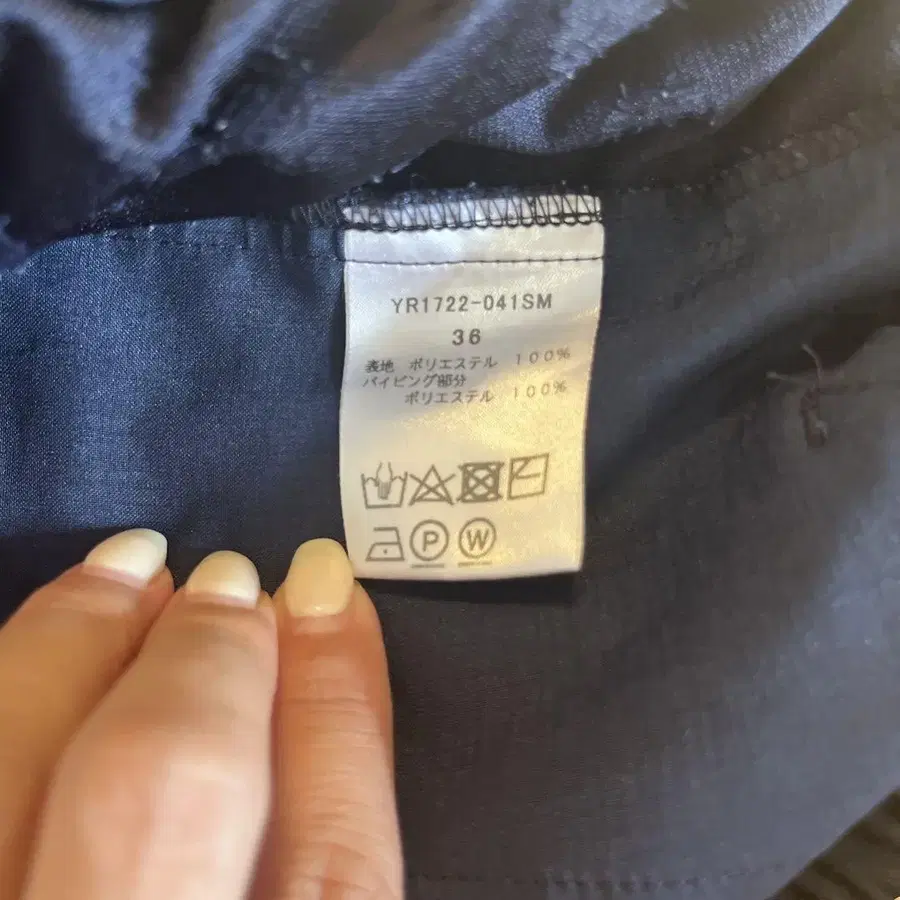 YR1722-041SM
36
表地 ポリエステル 100%
パイピング部分
ポリエステル 100%
P W